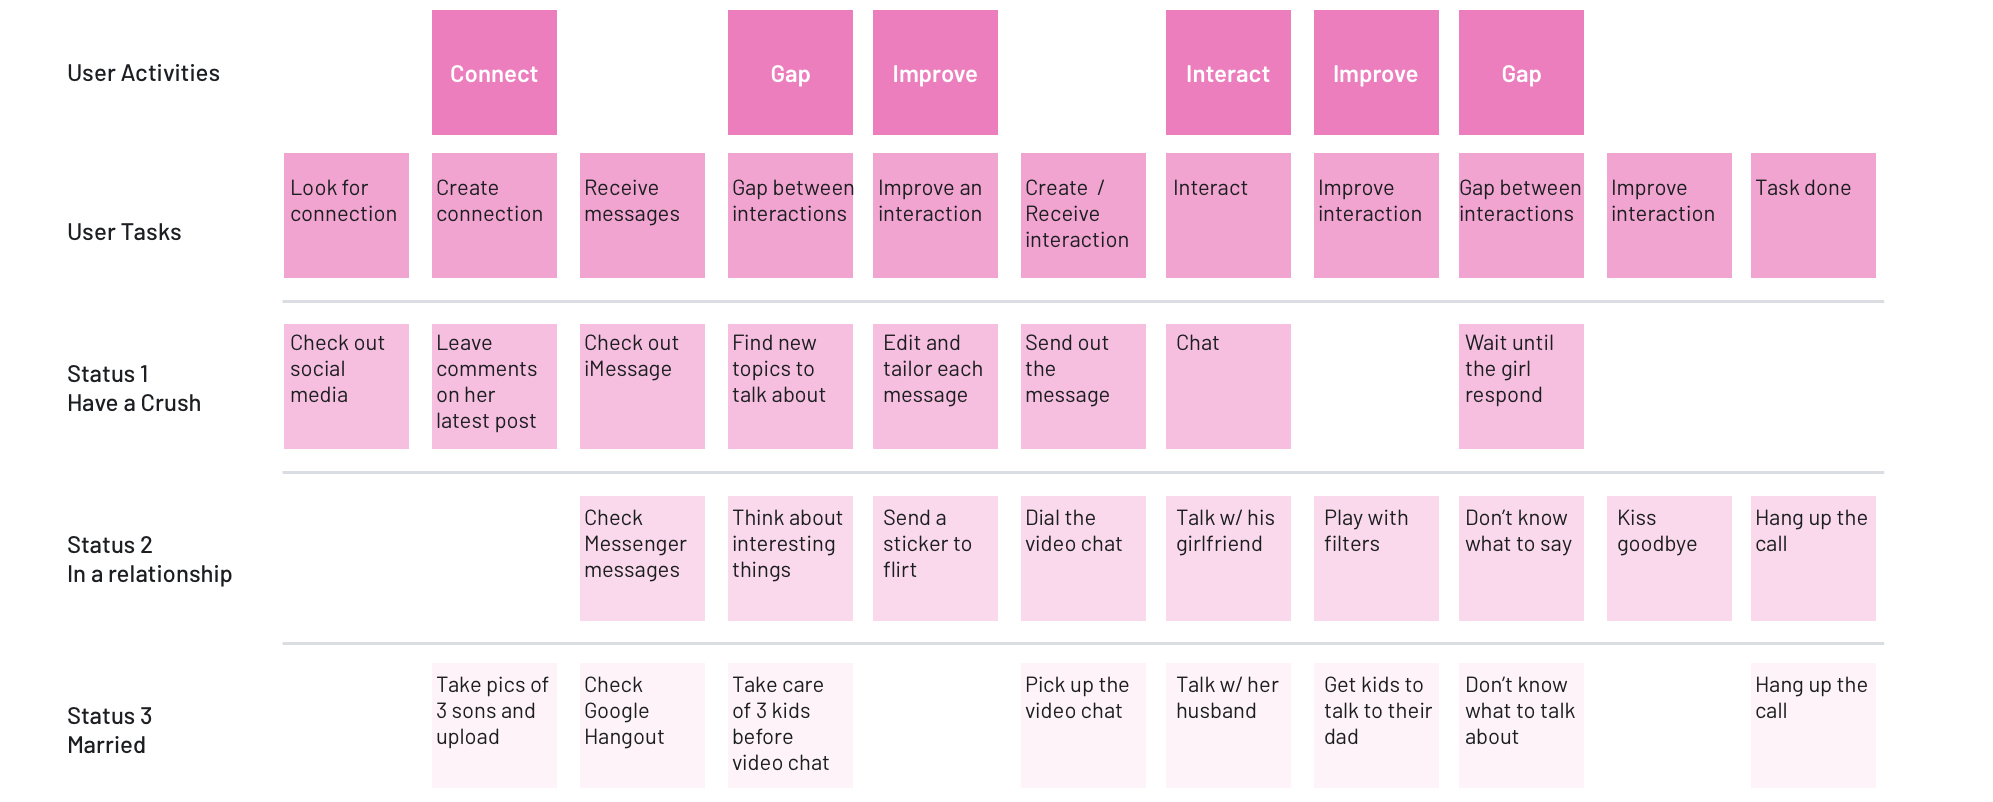 User Activities
Connect
Gap
Improve
Interact
Improve
Gap
User Tasks
Look for
connection
Create
connection
Receive
messages
Gap between
interactions
Improve an
interaction
Create /
Receive
interaction
Interact
Improve
interaction
Gap between
interactions
Improve
interaction
Task done
Status 1
Have a Crush
Check out
social
media
Leave
comments
on her
latest post
Check out
iMessage
Find new
topics to
talk about
Edit and
tailor each
message
Send out
the
message
Chat
Wait until
the girl
respond
Status 2
In a relationship
Check
Messenger
messages
Think about
interesting
things
Send a
sticker to
flirt
Dial the
video chat
Talk w/ his
girlfriend
Play with
filters
Don’t know
what to say
Kiss
goodbye
Hang up the
call
Status 3
Married
Take pics of
3 sons and
upload
Check
Google
Hangout
Take care
of 3 kids
before
video chat
Pick up the
video chat
Talk w/ her
husband
Get kids to
talk to their
dad
Don’t know
what to talk
about
Hang up the
call